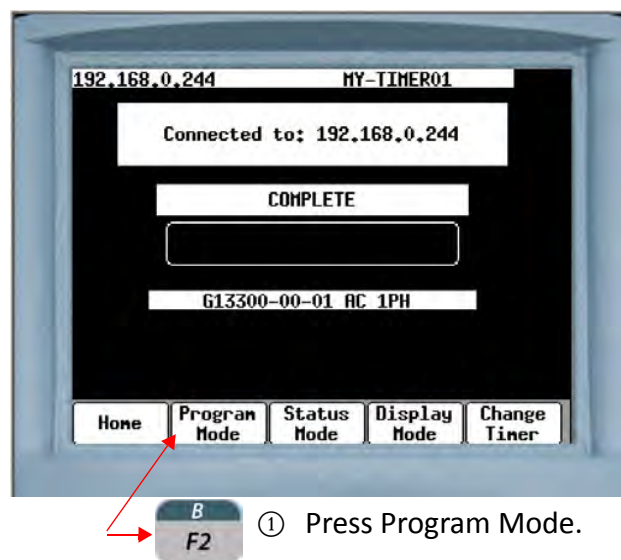 192.168.0.244 MY-TIMER01
Connected to: 192.168.0.244
COMPLETE
G13300-00-01 AC 1PH
Home Program Mode Status Mode Display Mode Change Timer
B
F2
① Press Program Mode.